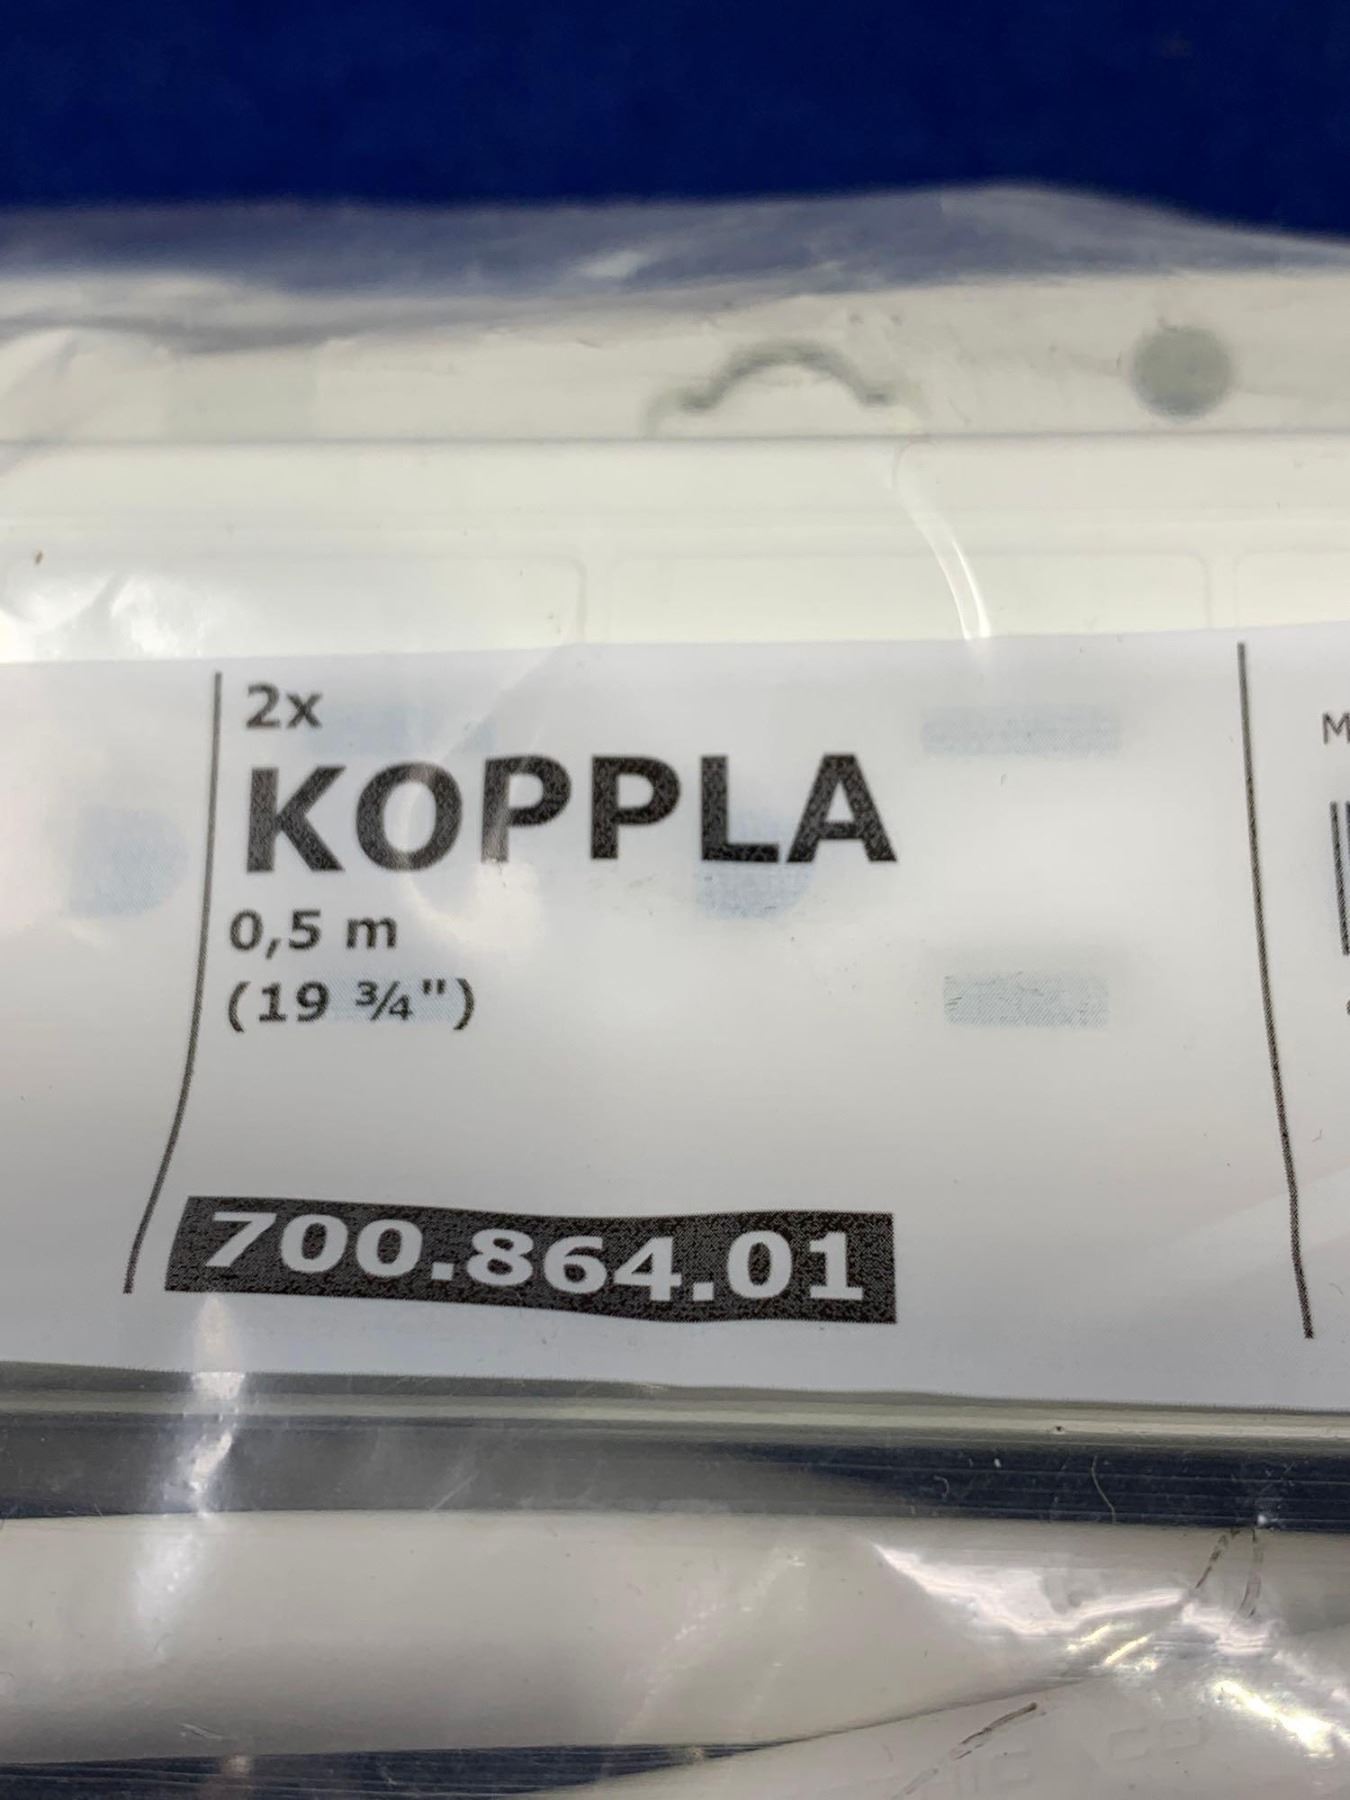 2x
KOPPLA
0,5 m
(19 ¾")
700.864.01
M